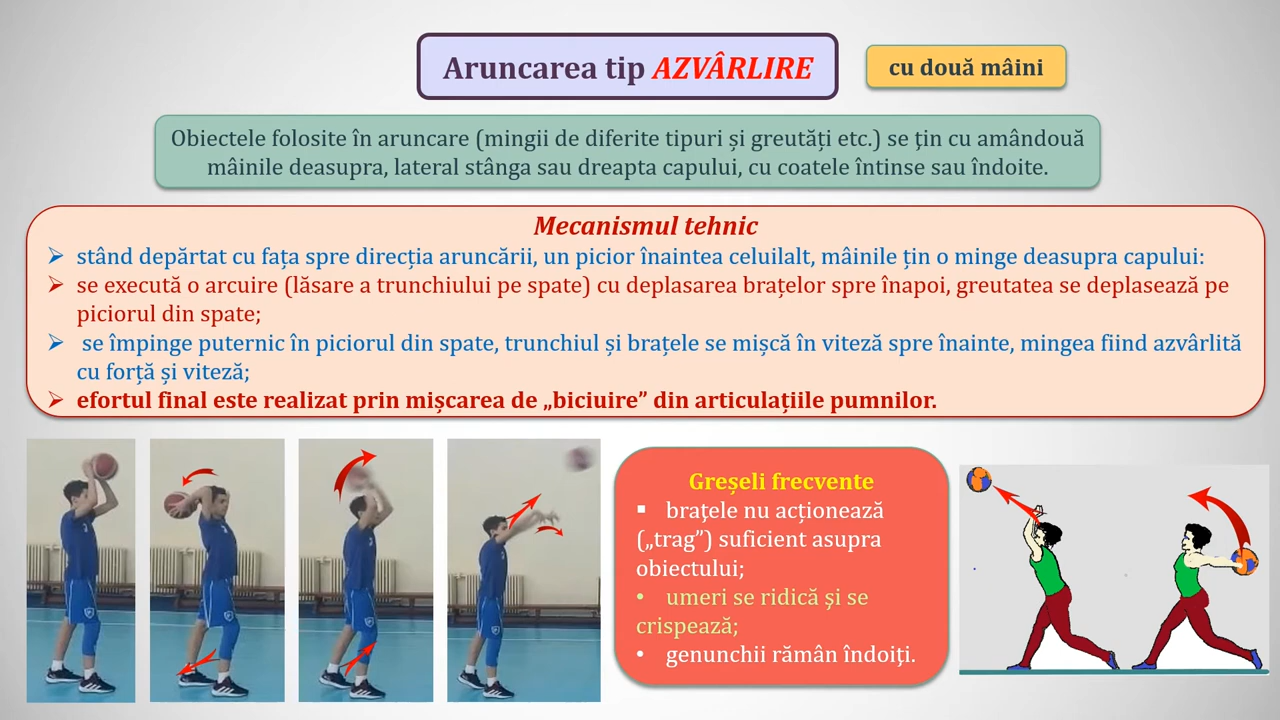 Aruncarea tip AZVÂRLIRE
cu două mâini
Obiectele folosite în aruncare (mingii de diferite tipuri și greutăți etc.) se ţin cu amândouă
mâinile deasupra, lateral stânga sau dreapta capului, cu coatele întinse sau îndoite.
Mecanismul tehnic
➢ stând depărtat cu fața spre direcția aruncării, un picior înaintea celuilalt, mâinile țin o minge deasupra capului:
➢ se execută o arcuire (lăsare a trunchiului pe spate) cu deplasarea brațelor spre înapoi, greutatea se deplasează pe
piciorul din spate;
➢ se împinge puternic în piciorul din spate, trunchiul și brațele se mișcă în viteză spre înainte, mingea fiind azvârlită
cu forță și viteză;
➢ efortul final este realizat prin mișcarea de „biciuire” din articulațiile pumnilor.
Greșeli frecvente
▪ braţele nu acționează
(„trag”) suficient asupra
obiectului;
• umeri se ridică şi se
crispează;
• genunchii rămân îndoiţi.